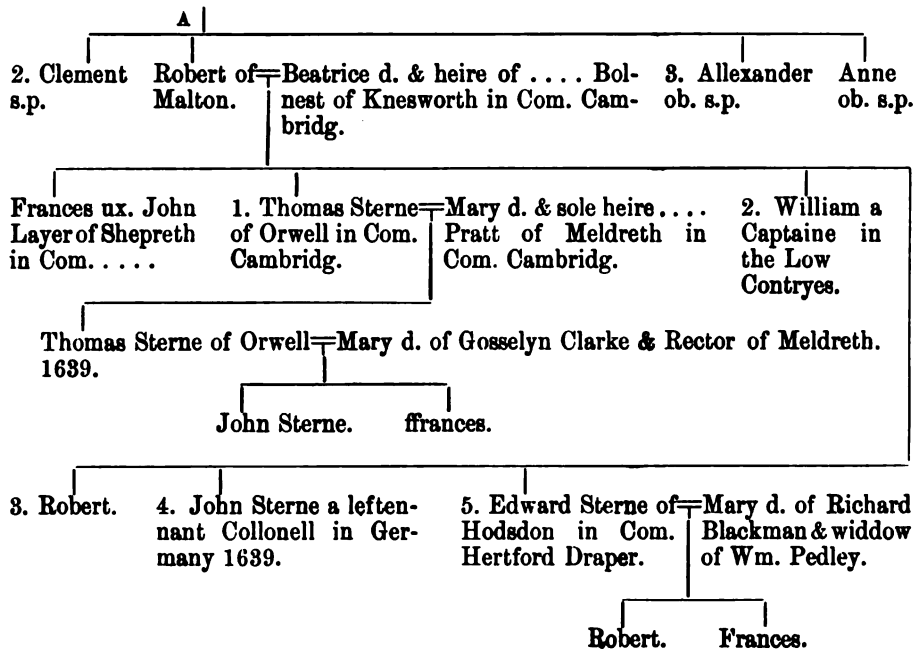 A
2. Clement
s.p.
Robert of
Malton.
Beatrice d. & heire of .... Bol-
nest of Knesworth in Com. Cam-
bridg.
3. Allexander
ob. s.p.
Anne
ob. s.p.
Frances ux. John
Layer of Shepreth
in Com.....
1. Thomas Sterne
of Orwell in Com.
Cambridg.
Mary d. & sole heire....
Pratt of Meldreth in
Com. Cambridg.
2. William a
Captaine in
the Low
Contryes.
Thomas Sterne of Orwell
1639.
Mary d. of Gosselyn Clarke & Rector of Meldreth.
John Sterne.
ffrances.
3. Robert.
4. John Sterne a leften-
nant Collonell in Ger-
many 1639.
5. Edward Sterne of
Hodsdon in Com.
Hertford Draper.
Mary d. of Richard
Blackman & widdow
of Wm. Pedley.
Robert.
Frances.